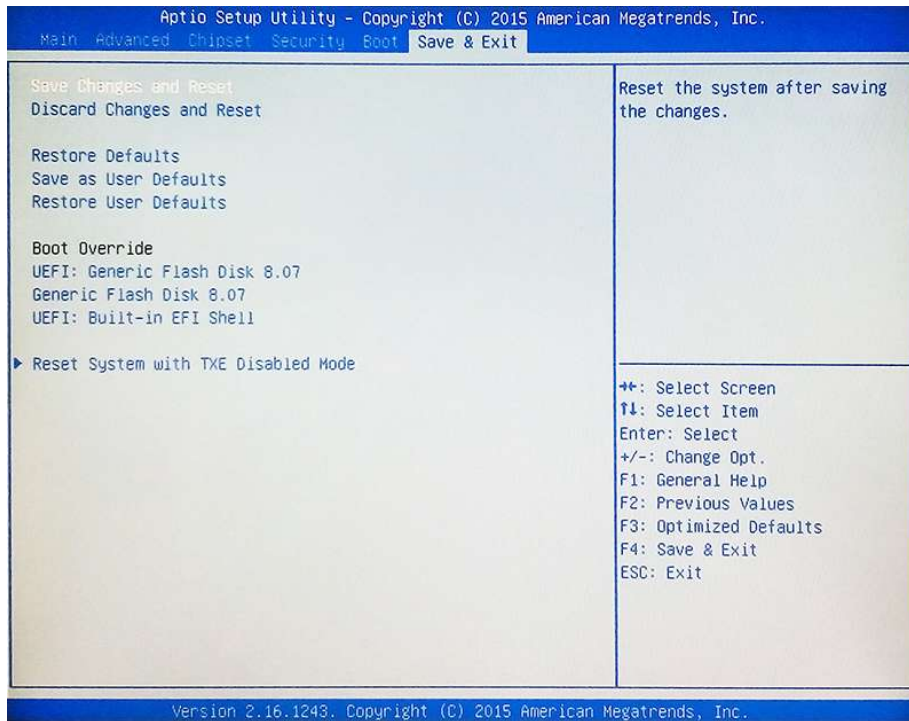 Aptio Setup Utility - Copyright (C) 2015 American Megatrends, Inc.
Main Advanced Chipset Security Boot Save & Exit
Save Changes and Reset
Discard Changes and Reset
Restore Defaults
Save as User Defaults
Restore User Defaults
Boot Override
UEFI: Generic Flash Disk 8.07
Generic Flash Disk 8.07
UEFI: Built-in EFI Shell
▶ Reset System with TXE Disabled Mode
Reset the system after saving
the changes.
→←: Select Screen
↑↓: Select Item
Enter: Select
+/-: Change Opt.
F1: General Help
F2: Previous Values
F3: Optimized Defaults
F4: Save & Exit
ESC: Exit
Version 2.16.1243. Copyright (C) 2015 American Megatrends, Inc.